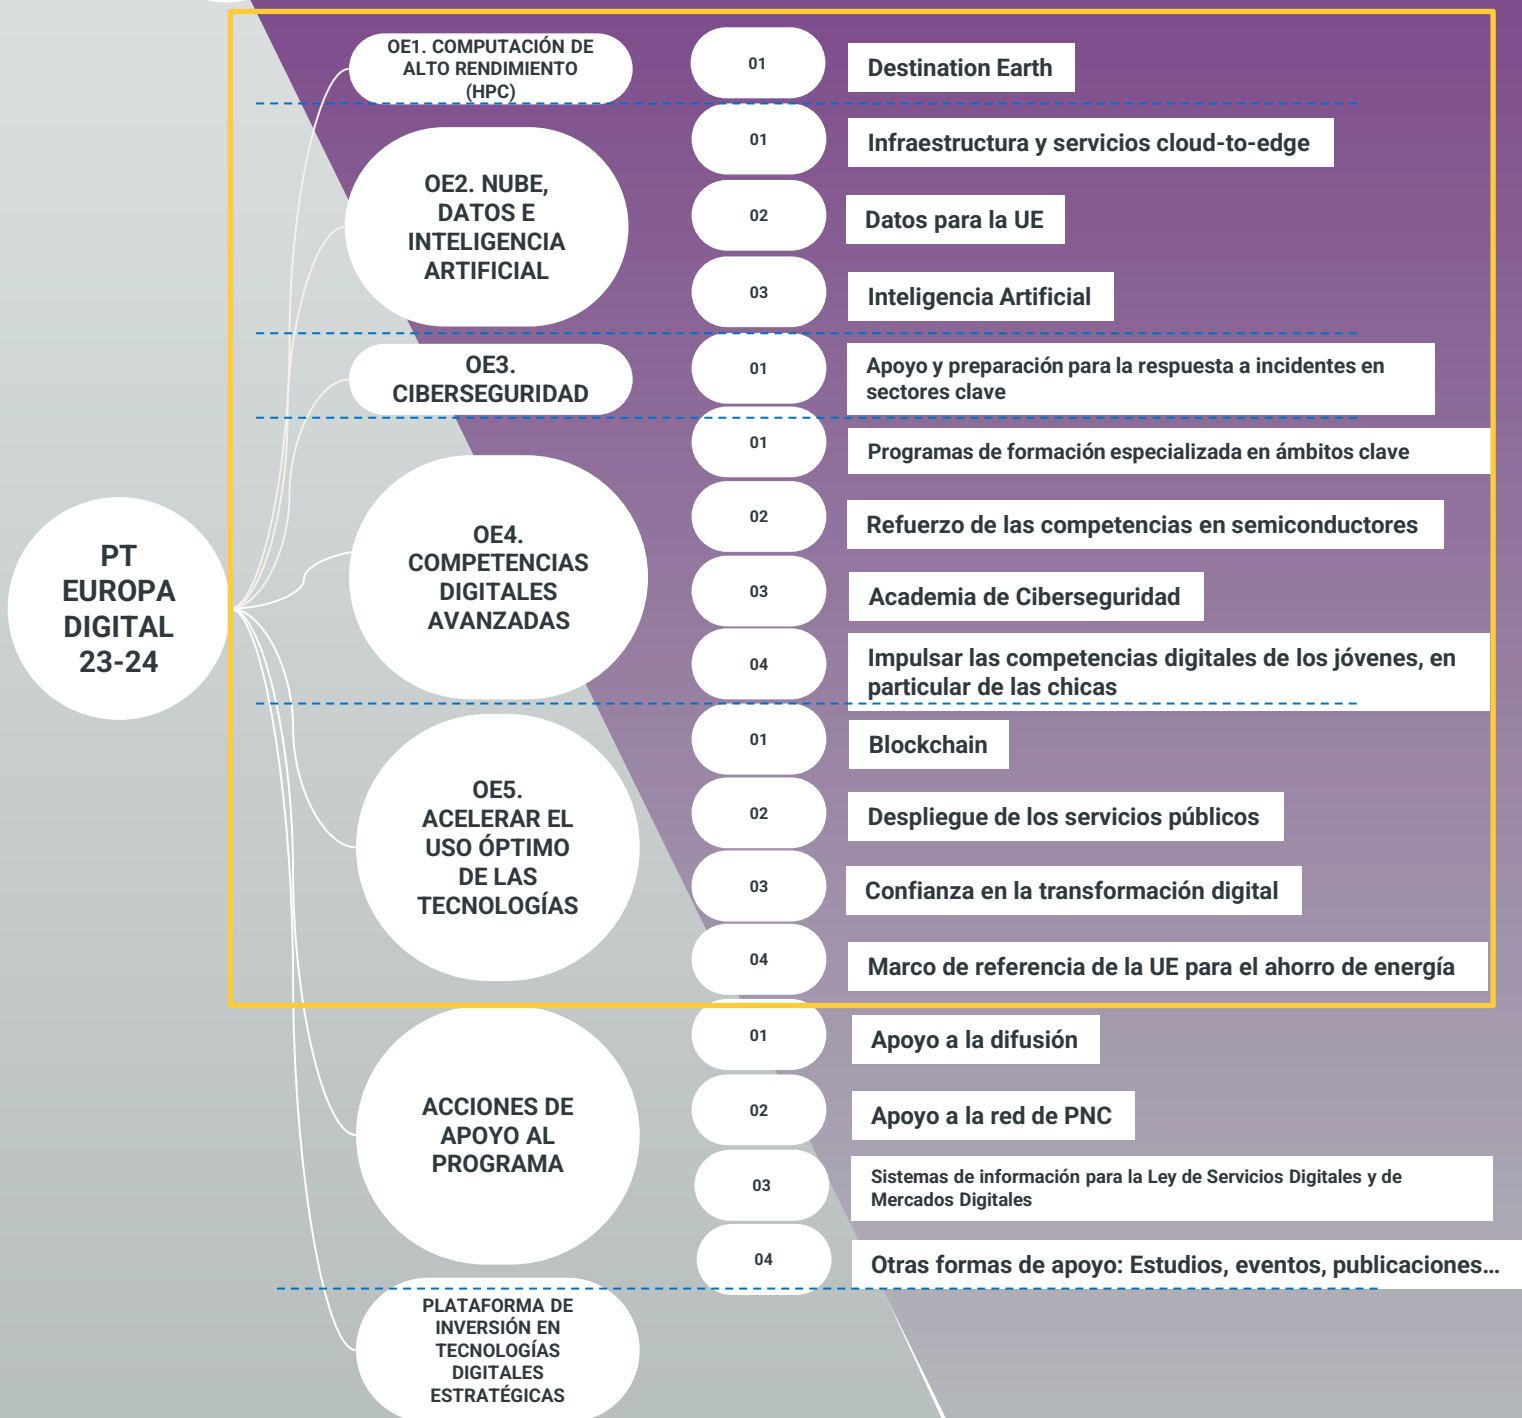 PT
EUROPA
DIGITAL
23-24
OE1. COMPUTACIÓN DE
ALTO RENDIMIENTO
(HPC)
01
Destination Earth
OE2. NUBE,
DATOS E
INTELIGENCIA
ARTIFICIAL
01
Infraestructura y servicios cloud-to-edge
02
Datos para la UE
03
Inteligencia Artificial
OE3.
CIBERSEGURIDAD
01
Apoyo y preparación para la respuesta a incidentes en
sectores clave
OE4.
COMPETENCIAS
DIGITALES
AVANZADAS
01
Programas de formación especializada en ámbitos clave
02
Refuerzo de las competencias en semiconductores
03
Academia de Ciberseguridad
04
Impulsar las competencias digitales de los jóvenes, en
particular de las chicas
OE5.
ACELERAR EL
USO ÓPTIMO
DE LAS
TECNOLOGÍAS
01
Blockchain
02
Despliegue de los servicios públicos
03
Confianza en la transformación digital
04
Marco de referencia de la UE para el ahorro de energía
ACCIONES DE
APOYO AL
PROGRAMA
01
Apoyo a la difusión
02
Apoyo a la red de PNC
03
Sistemas de información para la Ley de Servicios Digitales y de
Mercados Digitales
04
Otras formas de apoyo: Estudios, eventos, publicaciones…
PLATAFORMA DE
INVERSIÓN EN
TECNOLOGÍAS
DIGITALES
ESTRATÉGICAS